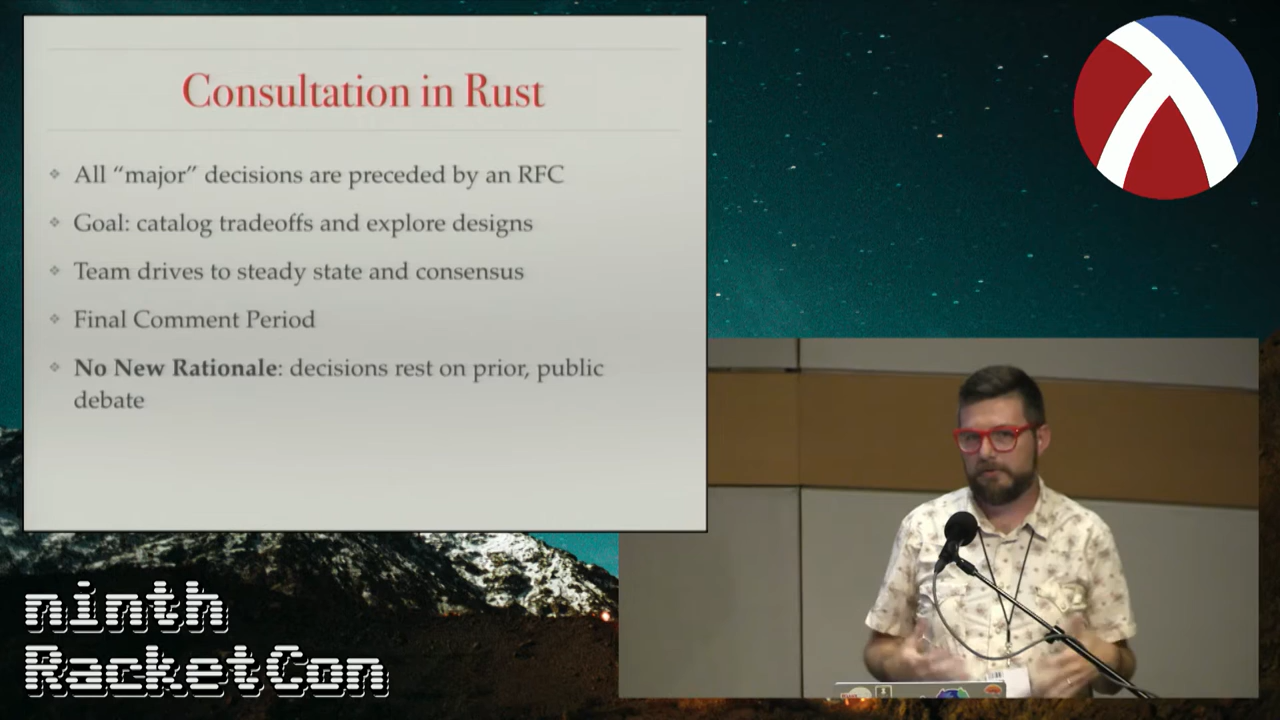 Consultation in Rust
All “major” decisions are preceded by an RFC
Goal: catalog tradeoffs and explore designs
Team drives to steady state and consensus
Final Comment Period
No New Rationale: decisions rest on prior, public
debate
ninth
RacketCon